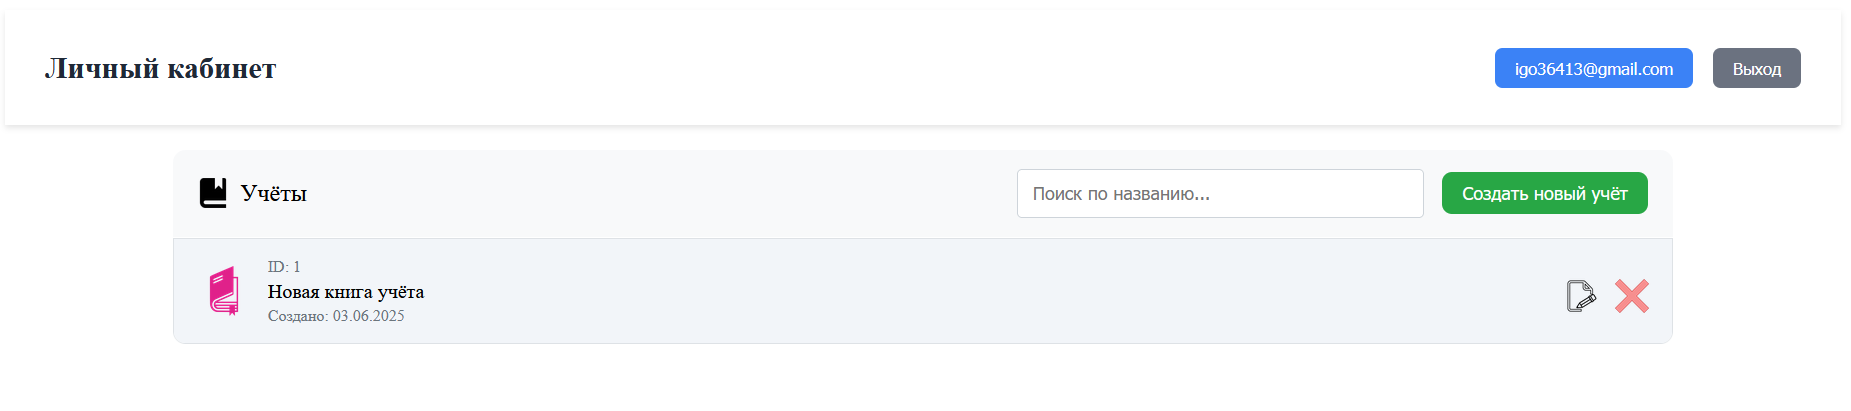 Личный кабинет
igo36413@gmail.com
Выход
Учёты
Поиск по названию...
Создать новый учёт
ID: 1
Новая книга учёта
Создано: 03.06.2025